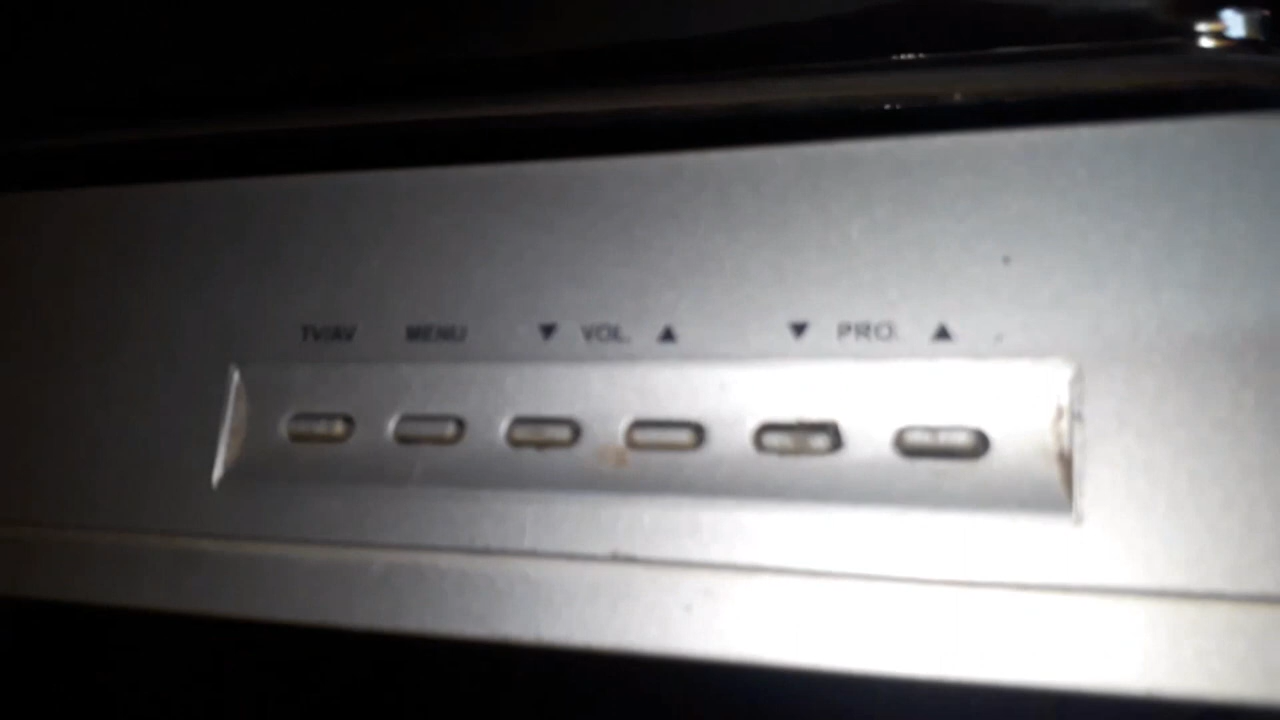 TV/AV MENU ▼ VOL. ▲ ▼ PRO. ▲